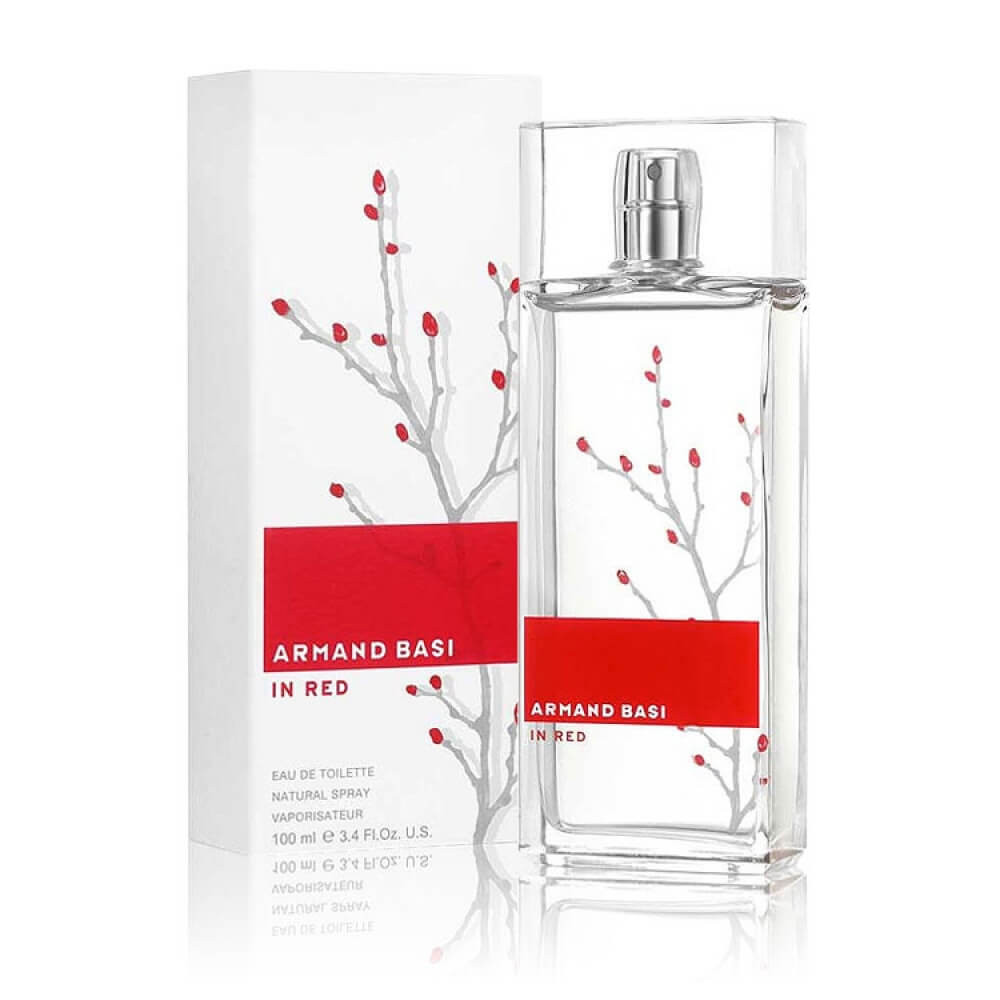 ARMAND BASI
IN RED
EAU DE TOILETTE
NATURAL SPRAY
VAPORISATEUR
100 ml ℮ 3.4 Fl.Oz. U.S.
ARMAND BASI
IN RED